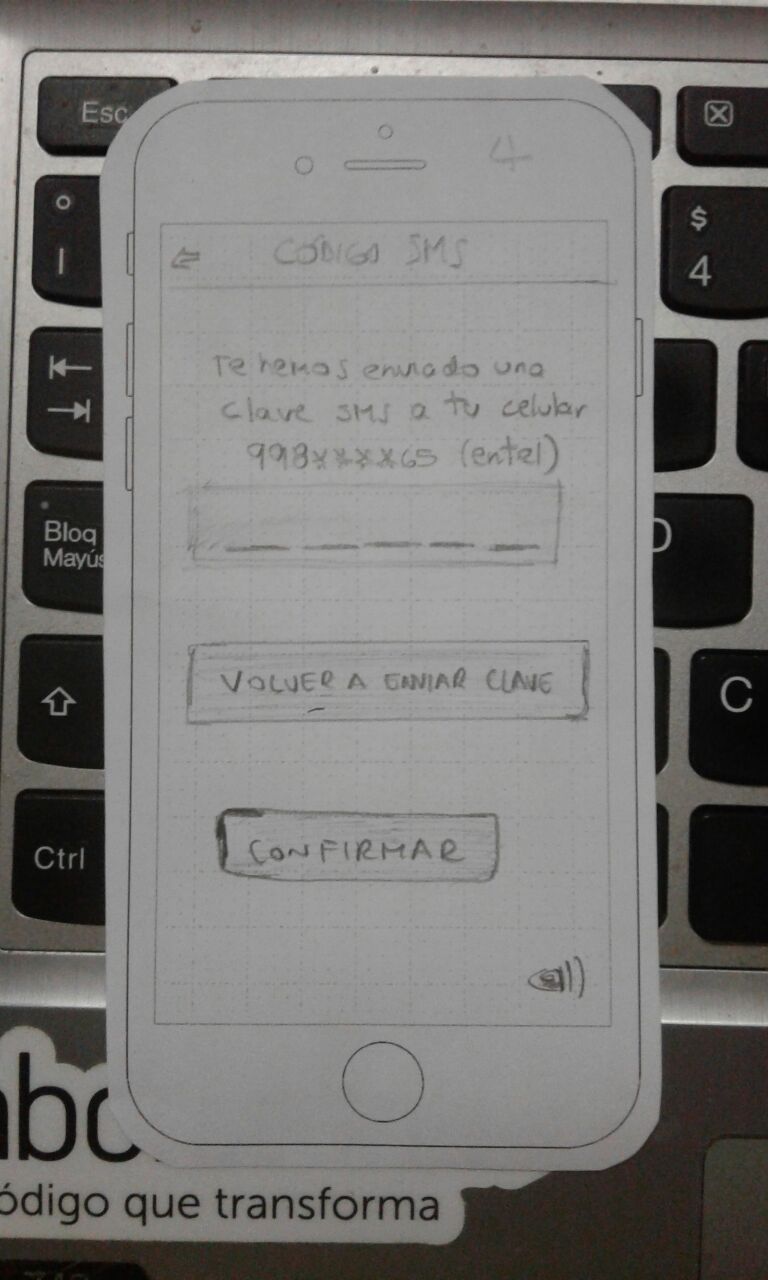 Esc
4
$
4
°
|
CÓDIGO SMS
Te hemos enviado una
clave SMS a tu celular
998****65 (entel)
_ _ _ _ _
Bloq
Mayús
D
VOLVER A ENVIAR CLAVE
C
CONFIRMAR
Ctrl
abo
ódigo que transforma